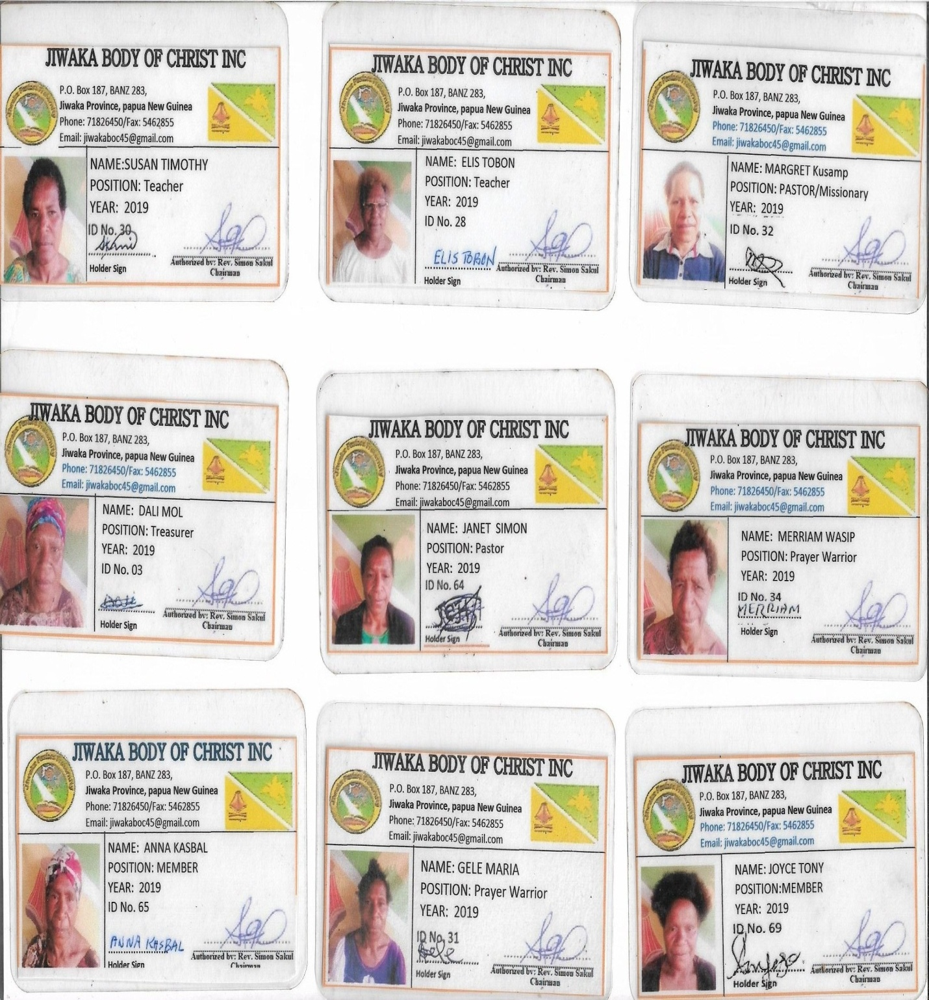 JIWAKA BODY OF CHRIST INC
P.O. Box 187, BANZ 283,
Jiwaka Province, papua New Guinea
Phone: 71826450/Fax: 5462855
Email: jiwakaboc45@gmail.com
NAME:SUSAN TIMOTHY
POSITION: Teacher
YEAR: 2019
ID No. 30
Authorized by: Rev. Simon Sakul
Holder Sign
Chairman
JIWAKA BODY OF CHRIST INC
P.O. Box 187, BANZ 283,
Jiwaka Province, papua New Guinea
Phone: 71826450/Fax: 5462855
Email: jiwakaboc45@gmail.com
NAME: ELIS TOBON
POSITION: Teacher
YEAR: 2019
ID No. 28
ELIS TOBON
Authorized by: Rev. Simon Sakul
Holder Sign
Chairman
JIWAKA BODY OF CHRIST INC
P.O. Box 187, BANZ 283,
Jiwaka Province, papua New Guinea
Phone: 71826450/Fax: 5462855
Email: jiwakaboc45@gmail.com
NAME: MARGRET Kusamp
POSITION: PASTOR/Missionary
YEAR: 2019
ID No. 32
Authorized by: Rev. Simon Sakul
Holder Sign
Chairman
JIWAKA BODY OF CHRIST INC
P.O. Box 187, BANZ 283,
Jiwaka Province, papua New Guinea
Phone: 71826450/Fax: 5462855
Email: jiwakaboc45@gmail.com
NAME: DALI MOL
POSITION: Treasurer
YEAR: 2019
ID No. 03
Authorized by: Rev. Simon Sakul
Holder Sign
Chairman
JIWAKA BODY OF CHRIST INC
P.O. Box 187, BANZ 283,
Jiwaka Province, papua New Guinea
Phone: 71826450/Fax: 5462855
Email: jiwakaboc45@gmail.com
NAME: JANET SIMON
POSITION: Pastor
YEAR: 2019
ID No. 64
Authorized by: Rev. Simon Sakul
Holder Sign
Chairman
JIWAKA BODY OF CHRIST INC
P.O. Box 187, BANZ 283,
Jiwaka Province, papua New Guinea
Phone: 71826450/Fax: 5462855
Email: jiwakaboc45@gmail.com
NAME: MERRIAM WASIP
POSITION: Prayer Warrior
YEAR: 2019
ID No. 34
MERRIAM
Holder Sign
Authorized by: Rev. Simon Sakul
Chairman
JIWAKA BODY OF CHRIST INC
P.O. Box 187, BANZ 283,
Jiwaka Province, papua New Guinea
Phone: 71826450/Fax: 5462855
Email: jiwakaboc45@gmail.com
NAME: ANNA KASBAL
POSITION: MEMBER
YEAR: 2019
ID No. 65
ANNA KASBAL
Authorized by: Rev. Simon Sakul
Holder Sign
Chairman
JIWAKA BODY OF CHRIST INC
P.O. Box 187, BANZ 283,
Jiwaka Province, papua New Guinea
Phone: 71826450/Fax: 5462855
Email: jiwakaboc45@gmail.com
NAME: GELE MARIA
POSITION: Prayer Warrior
YEAR: 2019
ID No. 31
Gele
Authorized by: Rev. Simon Sakul
Holder Sign
Chairman
JIWAKA BODY OF CHRIST INC
P.O. Box 187, BANZ 283,
Jiwaka Province, papua New Guinea
Phone: 71826450/Fax: 5462855
Email: jiwakaboc45@gmail.com
NAME: JOYCE TONY
POSITION:MEMBER
YEAR: 2019
ID No. 69
Authorized by: Rev. Simon Sakul
Holder Sign
Chairman